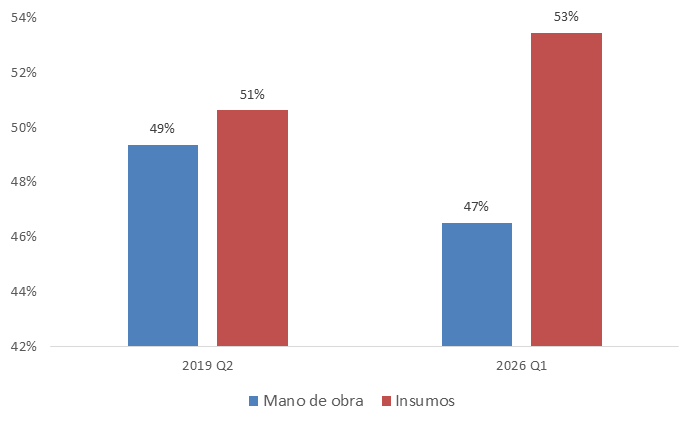 54%
53%
52%
51%
50%
49%
48%
47%
46%
44%
42%
2019 Q2
2026 Q1
Mano de obra
Insumos